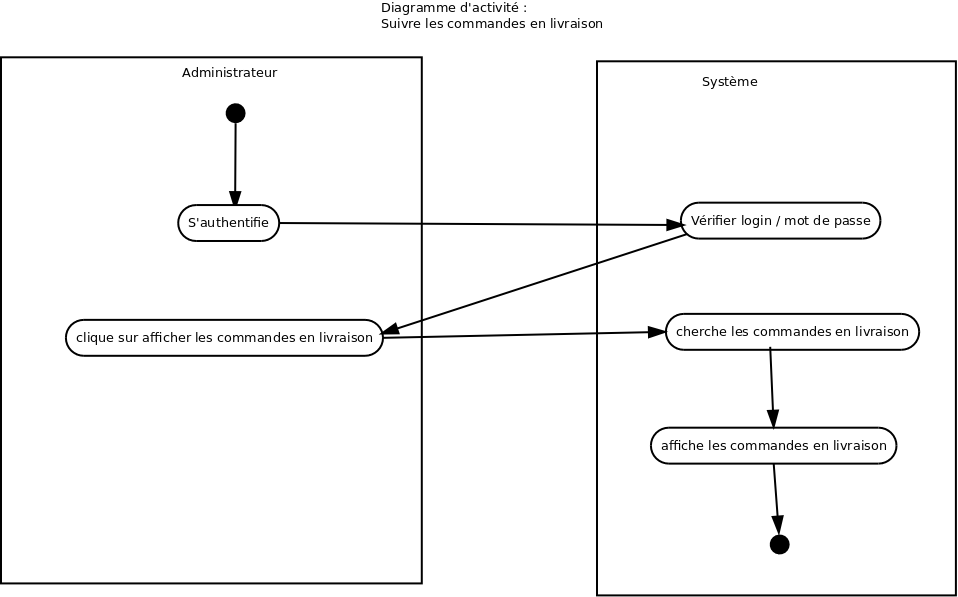 Diagramme d'activité :
Suivre les commandes en livraison
Administrateur
Système
S'authentifie
Vérifier login / mot de passe
clique sur afficher les commandes en livraison
cherche les commandes en livraison
affiche les commandes en livraison